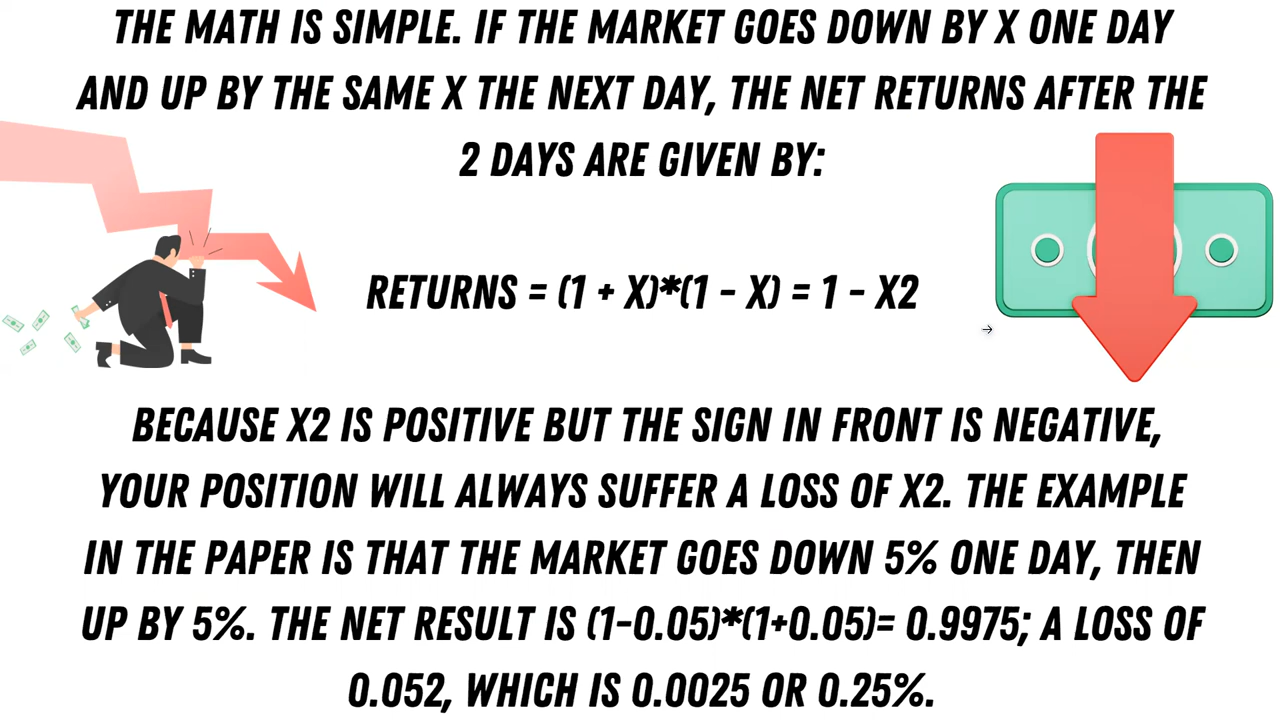 THE MATH IS SIMPLE. IF THE MARKET GOES DOWN BY X ONE DAY
AND UP BY THE SAME X THE NEXT DAY, THE NET RETURNS AFTER THE
2 DAYS ARE GIVEN BY:
RETURNS = (1 + X)*(1 - X) = 1 - X2
BECAUSE X2 IS POSITIVE BUT THE SIGN IN FRONT IS NEGATIVE,
YOUR POSITION WILL ALWAYS SUFFER A LOSS OF X2. THE EXAMPLE
IN THE PAPER IS THAT THE MARKET GOES DOWN 5% ONE DAY, THEN
UP BY 5%. THE NET RESULT IS (1-0.05)*(1+0.05)= 0.9975; A LOSS OF
0.052, WHICH IS 0.0025 OR 0.25%.